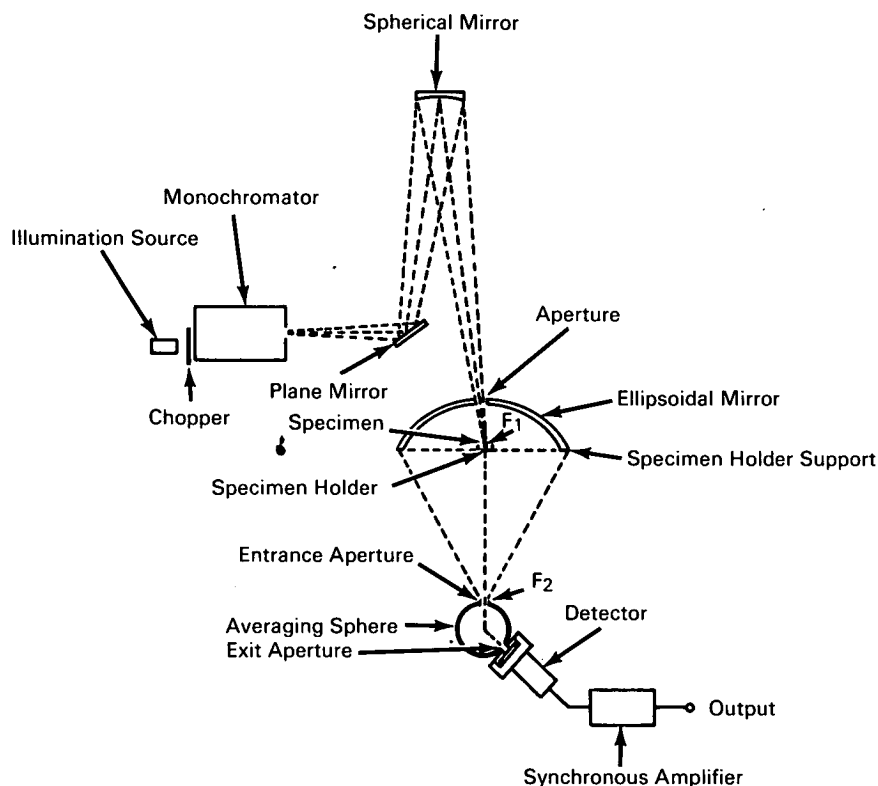 Spherical Mirror
Monochromator
Illumination Source
Aperture
Plane Mirror
Ellipsoidal Mirror
Chopper
Specimen
F1
Specimen Holder Support
Specimen Holder
Entrance Aperture
F2
Detector
Averaging Sphere
Exit Aperture
Output
Synchronous Amplifier